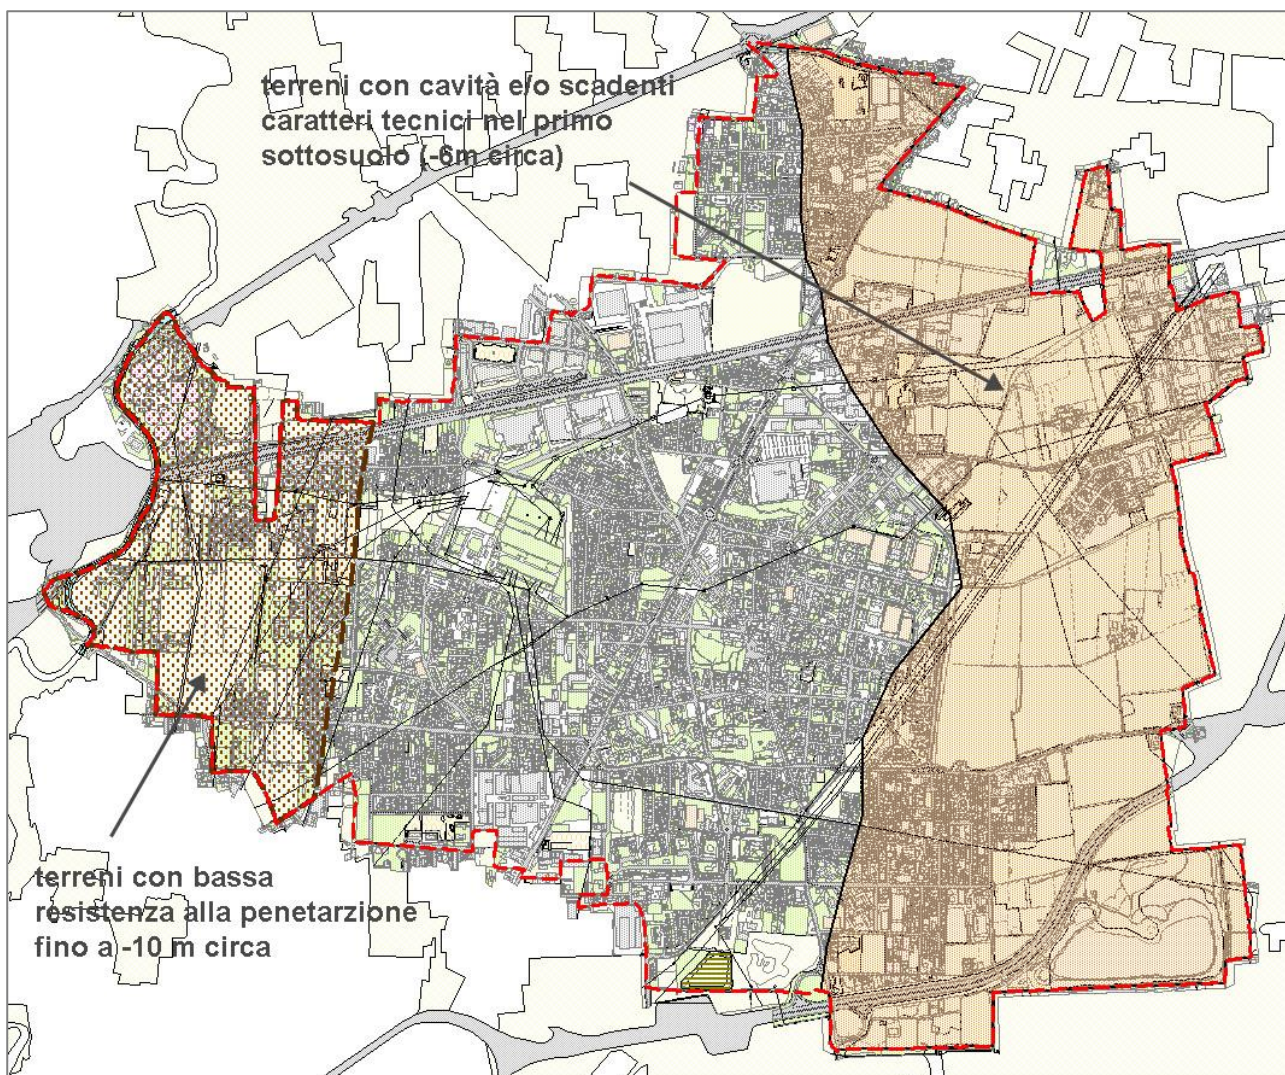 terreni con cavità e/o scadenti
caratteri tecnici nel primo
sottosuolo (-6m circa)
terreni con bassa
resistenza alla penetarzione
fino a -10 m circa